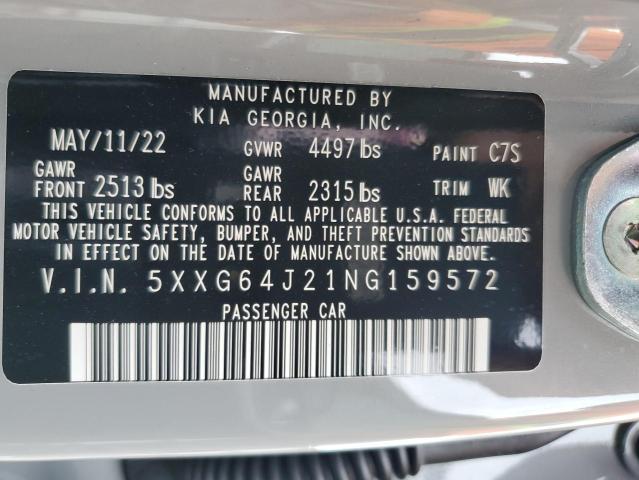 MANUFACTURED BY
KIA GEORGIA, INC.
MAY/11/22 GVWR 4497 lbs PAINT C7S
GAWR FRONT 2513 lbs GAWR REAR 2315 lbs TRIM WK
THIS VEHICLE CONFORMS TO ALL APPLICABLE U.S.A. FEDERAL
MOTOR VEHICLE SAFETY, BUMPER, AND THEFT PREVENTION STANDARDS
IN EFFECT ON THE DATE OF MANUFACTURE SHOWN ABOVE.
V.I.N. 5XXG64J21NG159572
PASSENGER CAR